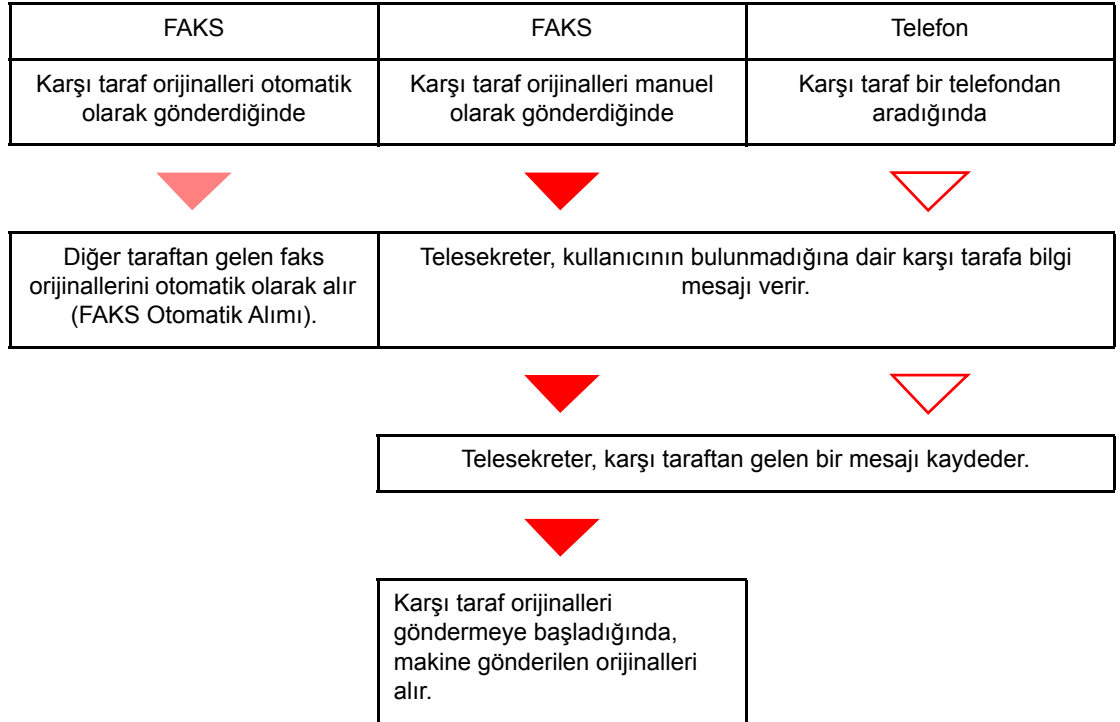 FAKS
FAKS
Telefon
Karşı taraf orijinalleri otomatik
olarak gönderdiğinde
Karşı taraf orijinalleri manuel
olarak gönderdiğinde
Karşı taraf bir telefondan
aradığında
Diğer taraftan gelen faks
orijinallerini otomatik olarak alır
(FAKS Otomatik Alımı).
Telesekreter, kullanıcının bulunmadığına dair karşı tarafa bilgi
mesajı verir.
Telesekreter, karşı taraftan gelen bir mesajı kaydeder.
Karşı taraf orijinalleri
göndermeye başladığında,
makine gönderilen orijinalleri
alır.